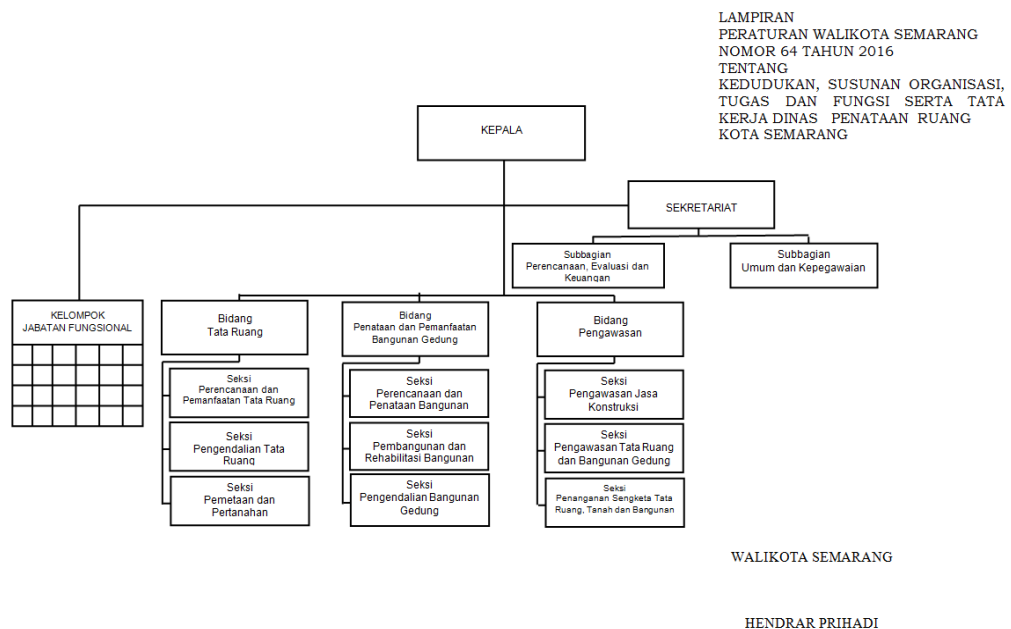 LAMPIRAN
PERATURAN WALIKOTA SEMARANG
NOMOR 64 TAHUN 2016
TENTANG
KEDUDUKAN, SUSUNAN ORGANISASI,
TUGAS DAN FUNGSI SERTA TATA
KERJA DINAS PENATAAN RUANG
KOTA SEMARANG
KEPALA
SEKRETARIAT
Subbagian
Perencanaan, Evaluasi dan
Keuangan
Subbagian
Umum dan Kepegawaian
KELOMPOK
JABATAN FUNGSIONAL
Bidang
Tata Ruang
Seksi
Perencanaan dan
Pemanfaatan Tata Ruang
Seksi
Pengendalian Tata
Ruang
Seksi
Pemetaan dan
Pertanahan
Bidang
Penataan dan Pemanfaatan
Bangunan Gedung
Seksi
Perencanaan dan
Penataan Bangunan
Seksi
Pembangunan dan
Rehabilitasi Bangunan
Seksi
Pengendalian Bangunan
Gedung
Bidang
Pengawasan
Seksi
Pengawasan Jasa
Konstruksi
Seksi
Pengawasan Tata Ruang
dan Bangunan Gedung
Seksi
Penanganan Sengketa Tata
Ruang, Tanah dan Bangunan
WALIKOTA SEMARANG
HENDRAR PRIHADI